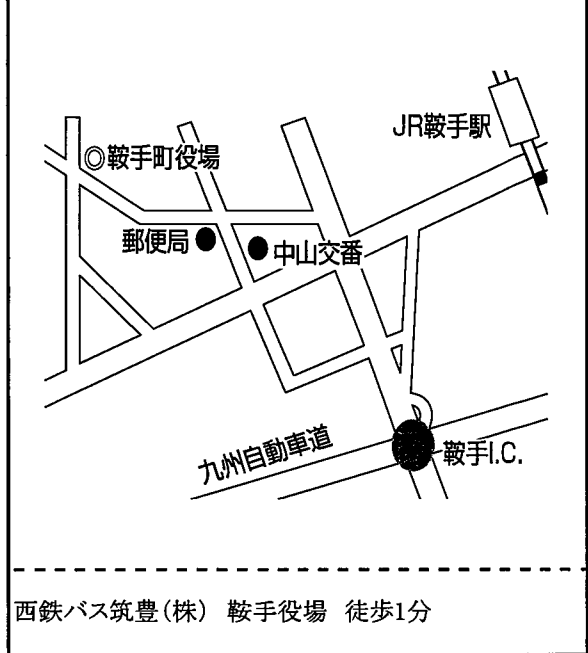 JR鞍手駅
◎鞍手町役場
郵便局
中山交番
九州自動車道
鞍手I.C.
西鉄バス筑豊(株) 鞍手役場 徒歩1分